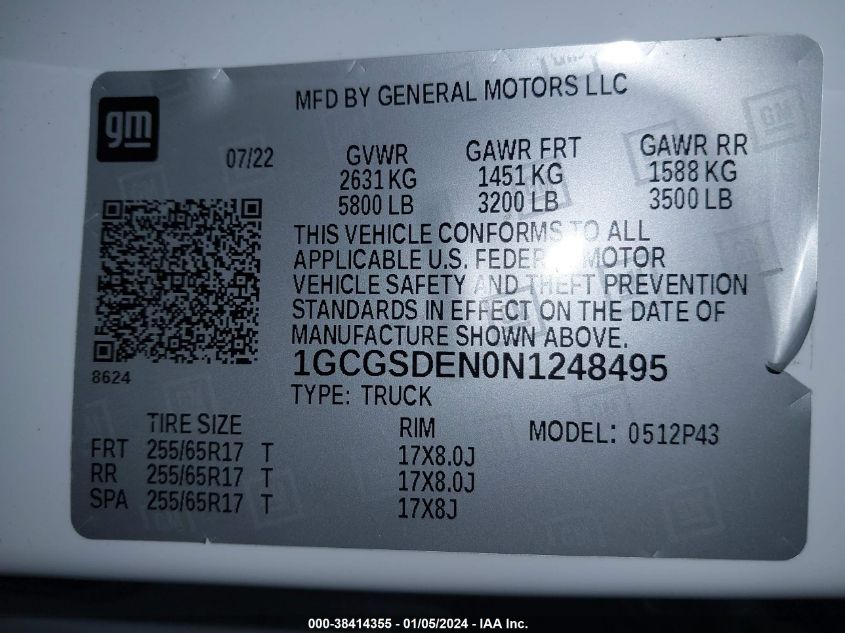 MFD BY GENERAL MOTORS LLC
gm
07/22 GVWR GAWR FRT GAWR RR
2631 KG 1451 KG 1588 KG
5800 LB 3200 LB 3500 LB
THIS VEHICLE CONFORMS TO ALL
APPLICABLE U.S. FEDERAL MOTOR
VEHICLE SAFETY AND THEFT PREVENTION
STANDARDS IN EFFECT ON THE DATE OF
MANUFACTURE SHOWN ABOVE.
1GCGSDEN0N1248495
8624
TYPE: TRUCK
TIRE SIZE RIM MODEL: 0512P43
FRT 255/65R17 T 17X8.0J
RR 255/65R17 T 17X8.0J
SPA 255/65R17 T 17X8J
000-38414355 - 01/05/2024 - IAA Inc.